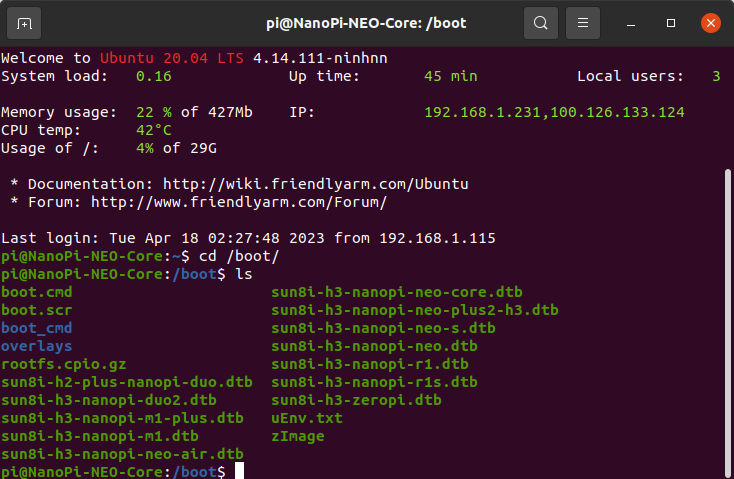 pi@NanoPi-NEO-Core: /boot
Welcome to Ubuntu 20.04 LTS 4.14.111-ninhnn
System load:   0.16             Up time:       45 min           Local users:   3
Memory usage:  22 % of 427Mb    IP:            192.168.1.231,100.126.133.124
CPU temp:      42°C
Usage of /:    4% of 29G
 * Documentation: http://wiki.friendlyarm.com/Ubuntu
 * Forum: http://www.friendlyarm.com/Forum/
Last login: Tue Apr 18 02:27:48 2023 from 192.168.1.115
pi@NanoPi-NEO-Core:~$ cd /boot/
pi@NanoPi-NEO-Core:/boot$ ls
boot.cmd                      sun8i-h3-nanopi-neo-core.dtb
boot.scr                      sun8i-h3-nanopi-neo-plus2-h3.dtb
boot_cmd                      sun8i-h3-nanopi-neo-s.dtb
overlays                      sun8i-h3-nanopi-neo.dtb
rootfs.cpio.gz                sun8i-h3-nanopi-r1.dtb
sun8i-h2-plus-nanopi-duo.dtb  sun8i-h3-nanopi-r1s.dtb
sun8i-h3-nanopi-duo2.dtb      sun8i-h3-zeropi.dtb
sun8i-h3-nanopi-m1-plus.dtb   uEnv.txt
sun8i-h3-nanopi-m1.dtb        zImage
sun8i-h3-nanopi-neo-air.dtb
pi@NanoPi-NEO-Core:/boot$